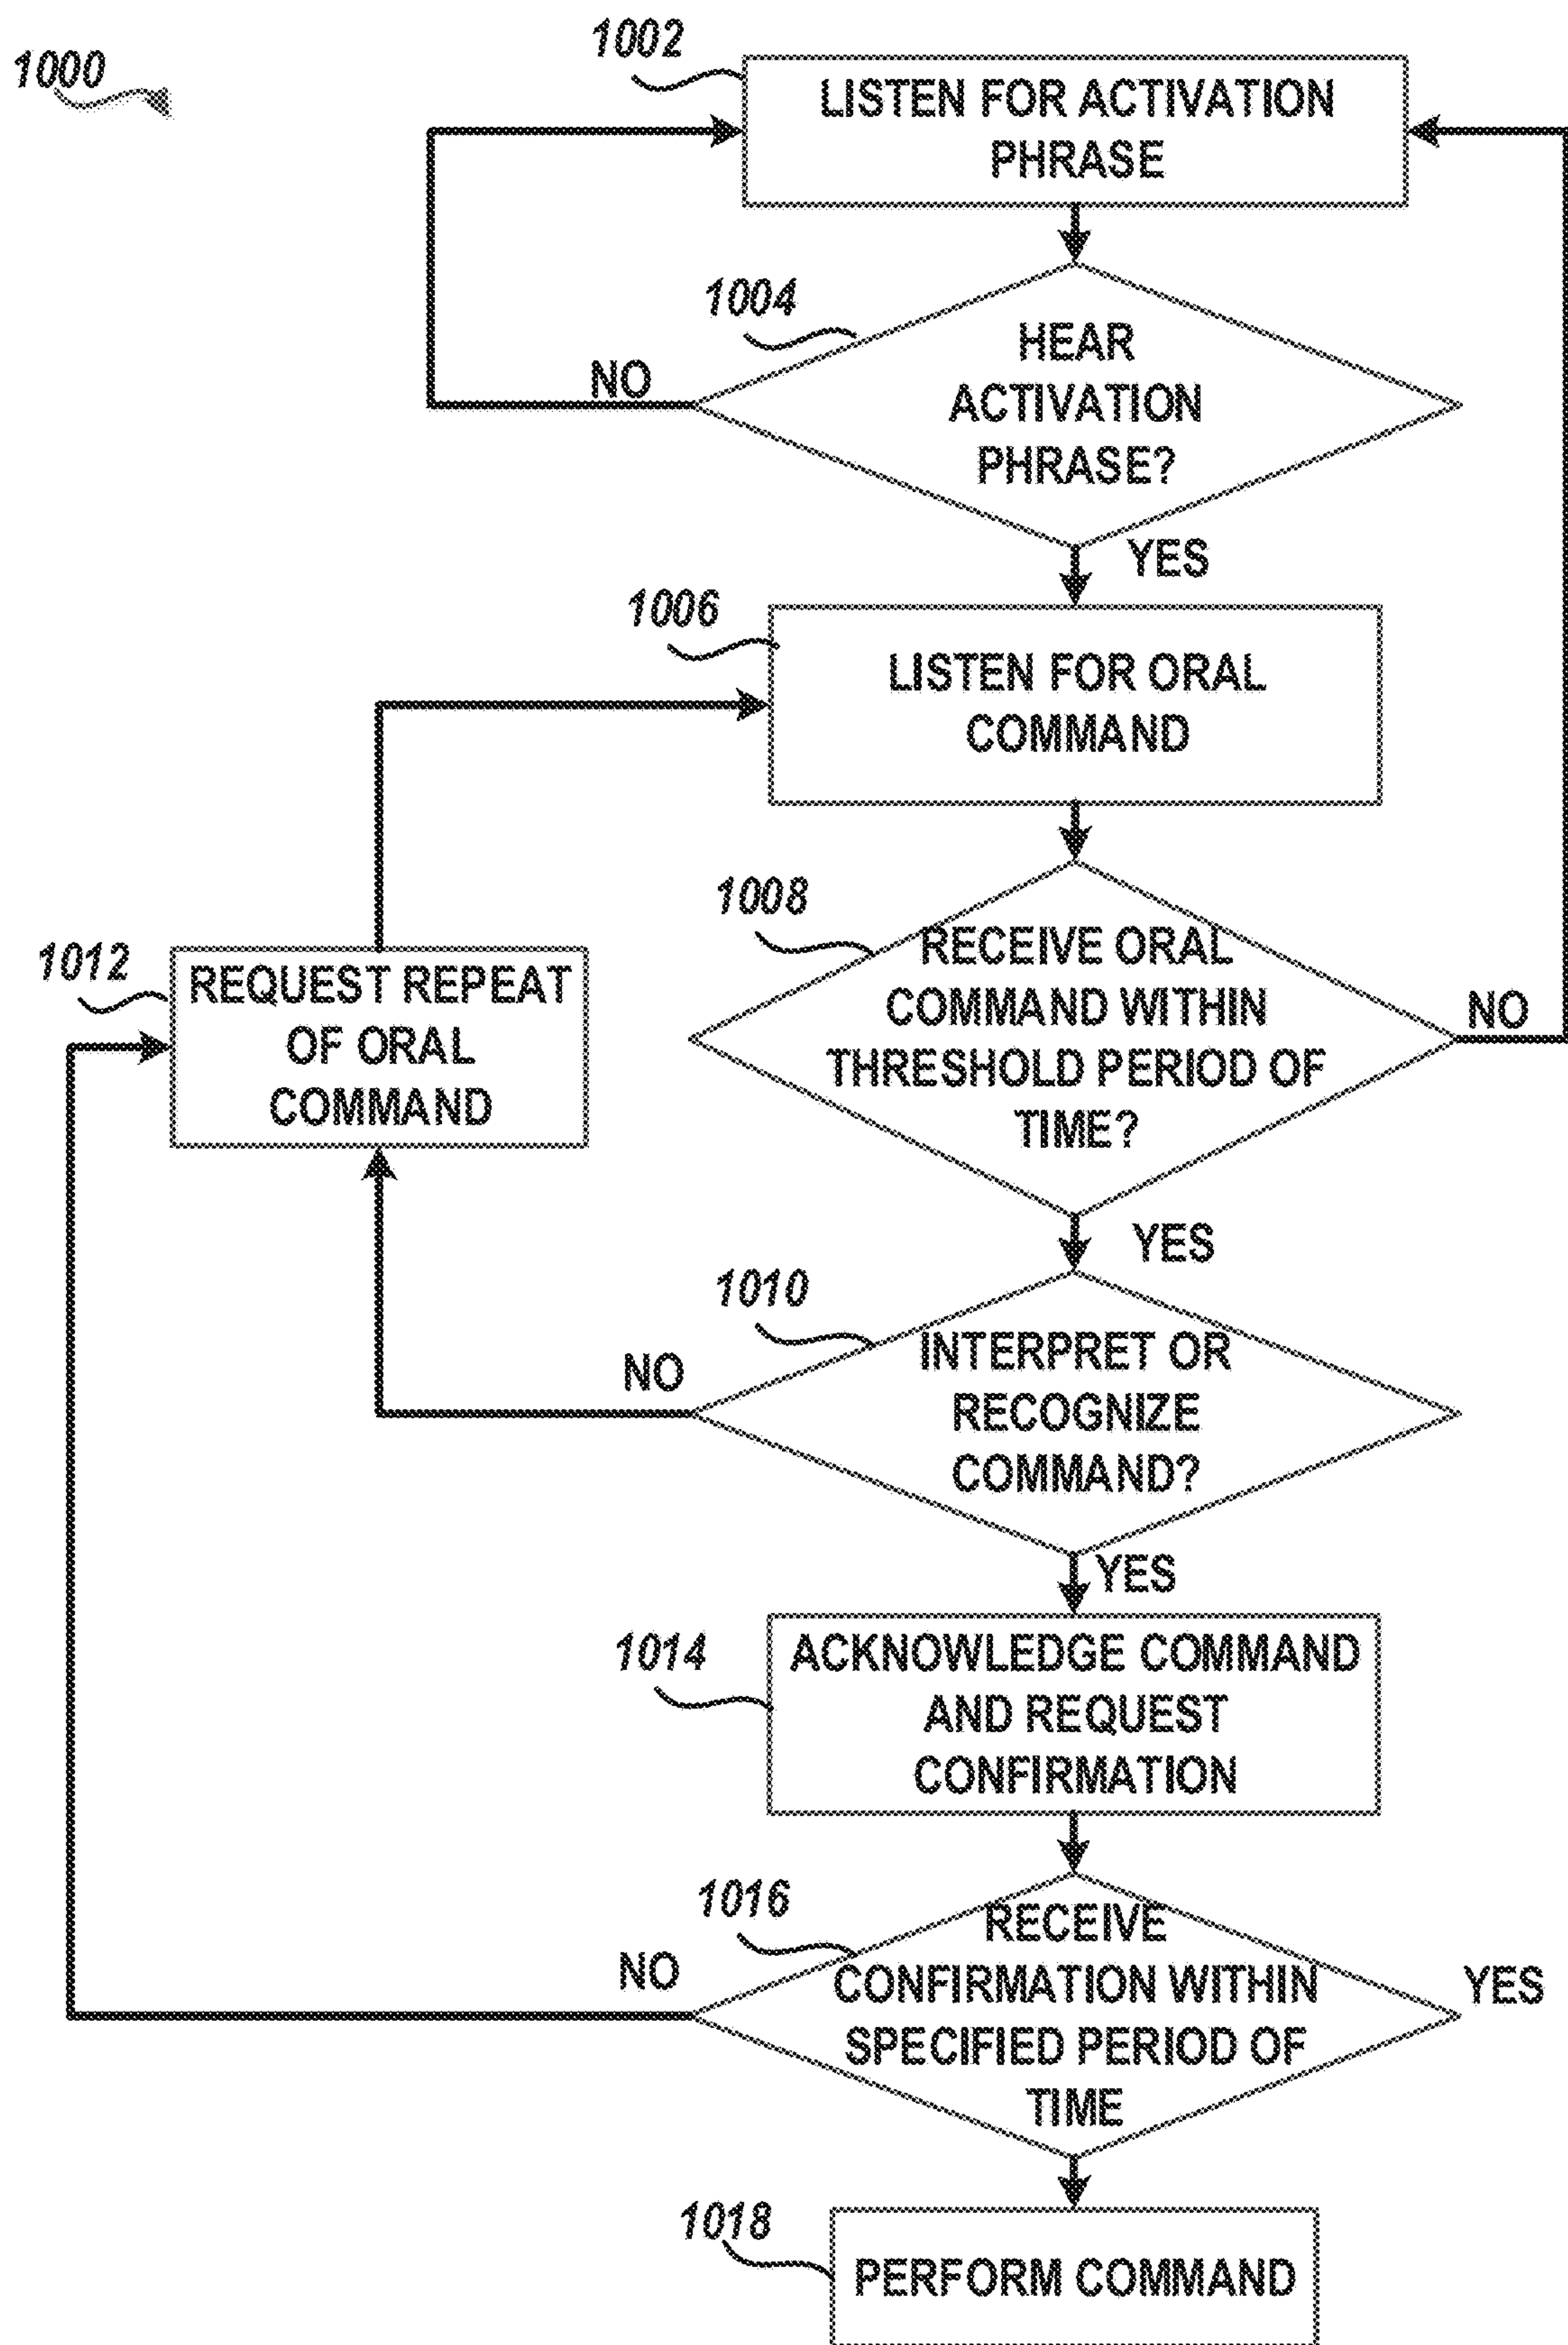 1000
1002
LISTEN FOR ACTIVATION
PHRASE
1004
HEAR
ACTIVATION
PHRASE?
NO
YES
1006
LISTEN FOR ORAL
COMMAND
1008
RECEIVE ORAL
COMMAND WITHIN
THRESHOLD PERIOD OF
TIME?
NO
1012
REQUEST REPEAT
OF ORAL
COMMAND
YES
1010
INTERPRET OR
RECOGNIZE
COMMAND?
NO
YES
1014
ACKNOWLEDGE COMMAND
AND REQUEST
CONFIRMATION
1016
RECEIVE
CONFIRMATION WITHIN
SPECIFIED PERIOD OF
TIME
NO
YES
1018
PERFORM COMMAND